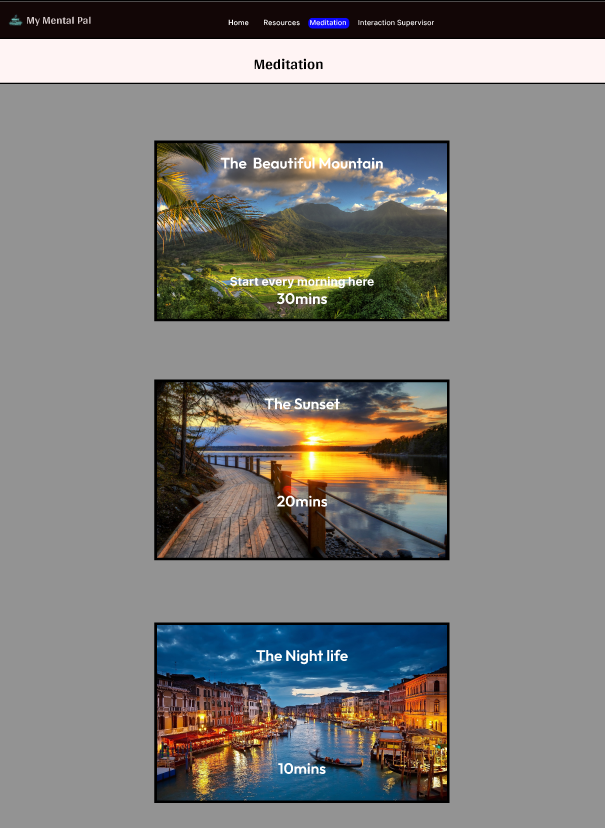 My Mental Pal
Home Resources Meditation Interaction Supervisor
Meditation
The Beautiful Mountain
Start every morning here
30mins
The Sunset
20mins
The Night life
10mins